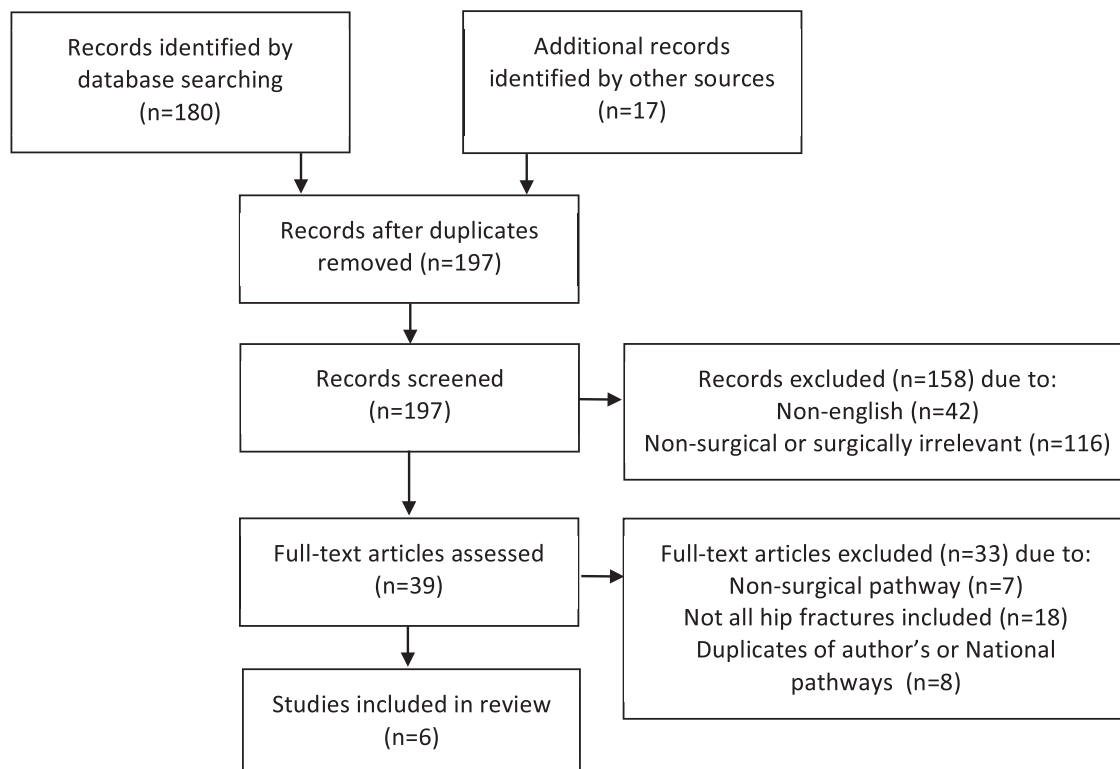 Records identified by
database searching
(n=180)
Additional records
identified by other sources
(n=17)
Records after duplicates
removed (n=197)
Records screened
(n=197)
Records excluded (n=158) due to:
Non-english (n=42)
Non-surgical or surgically irrelevant (n=116)
Full-text articles assessed
(n=39)
Full-text articles excluded (n=33) due to:
Non-surgical pathway (n=7)
Not all hip fractures included (n=18)
Duplicates of author’s or National
pathways (n=8)
Studies included in review
(n=6)